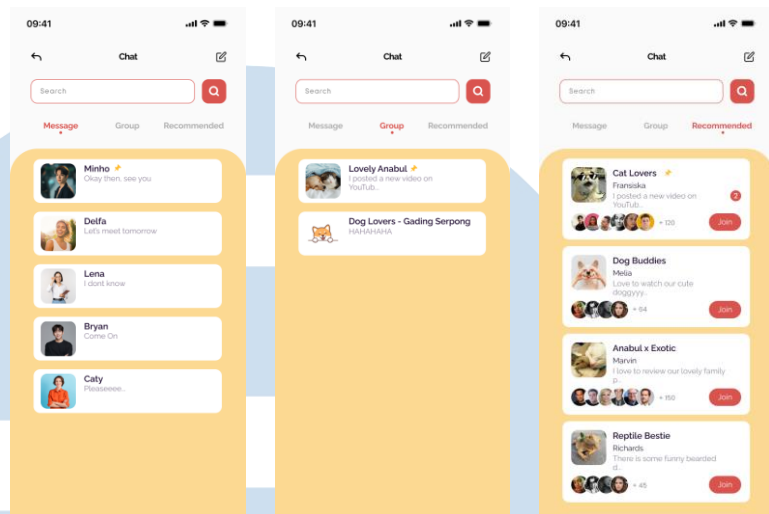 09:41
Chat
Search
Message Group Recommended
Minho
Okay then, see you
Delfa
Let's meet tomorrow
Lena
I dont know
Bryan
Come On
Caty
Pleaseeee...
09:41
Chat
Search
Message Group Recommended
Lovely Anabul
I posted a new video on
YouTub...
Dog Lovers - Gading Serpong
HAHAHAHA
09:41
Chat
Search
Message Group Recommended
Cat Lovers
Fransiska
I posted a new video on
YouTub...
2
+ 120
Join
Dog Buddies
Melia
Love to watch our cute
doggyyy...
+ 64
Join
Anabul x Exotic
Marvin
I love to review our lovely family
p...
+ 150
Join
Reptile Bestie
Richards
There is some funny bearded
d...
+ 45
Join